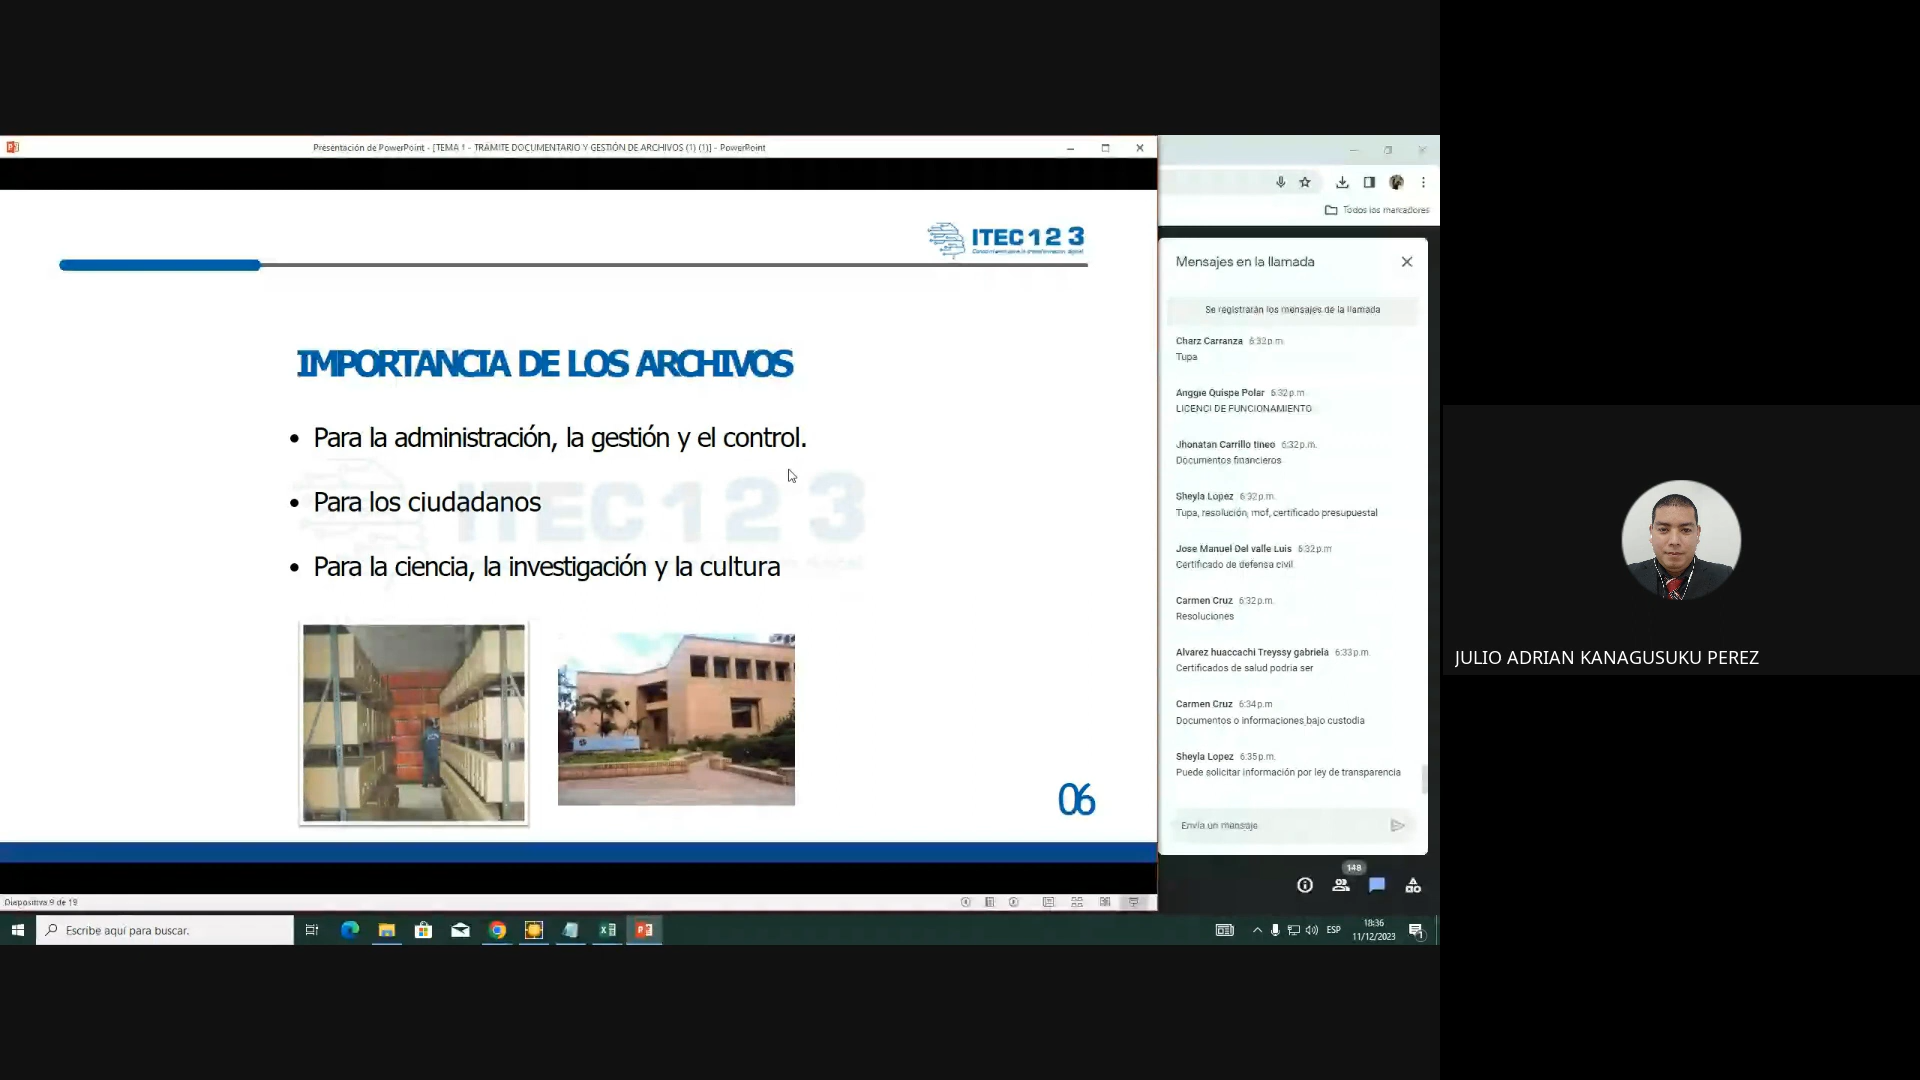 Presentación de PowerPoint - [TEMA 1 - TRÁMITE DOCUMENTARIO Y GESTIÓN DE ARCHIVOS (1) (1)] - PowerPoint
ITEC 1 2 3
IMPORTANCIA DE LOS ARCHIVOS
• Para la administración, la gestión y el control.
• Para los ciudadanos
• Para la ciencia, la investigación y la cultura
ITEC 1 2 3
06
Diapositiva 9 de 19
Todos los marcadores
Mensajes en la llamada
Se registrarán los mensajes de la llamada
Charz Carranza 6:32 p.m.
Tupa
Anggie Quispe Polar 6:32 p.m.
LICENCI DE FUNCIONAMIENTO
Jhonatan Carrillo tineo 6:32 p.m.
Documentos financieros
Sheyla Lopez 6:32 p.m.
Tupa, resolución, mof, certificado presupuestal
Jose Manuel Del valle Luis 6:32 p.m.
Certificado de defensa civil
Carmen Cruz 6:32 p.m.
Resoluciones
Alvarez huaccachi Treyssy gabriela 6:33 p.m.
Certificados de salud podria ser
Carmen Cruz 6:34 p.m.
Documentos o informaciones bajo custodia
Sheyla Lopez 6:35 p.m.
Puede solicitar información por ley de transparencia
Envía un mensaje
148
Escribe aquí para buscar.
ESP
18:36
11/12/2023
1
JULIO ADRIAN KANAGUSUKU PEREZ